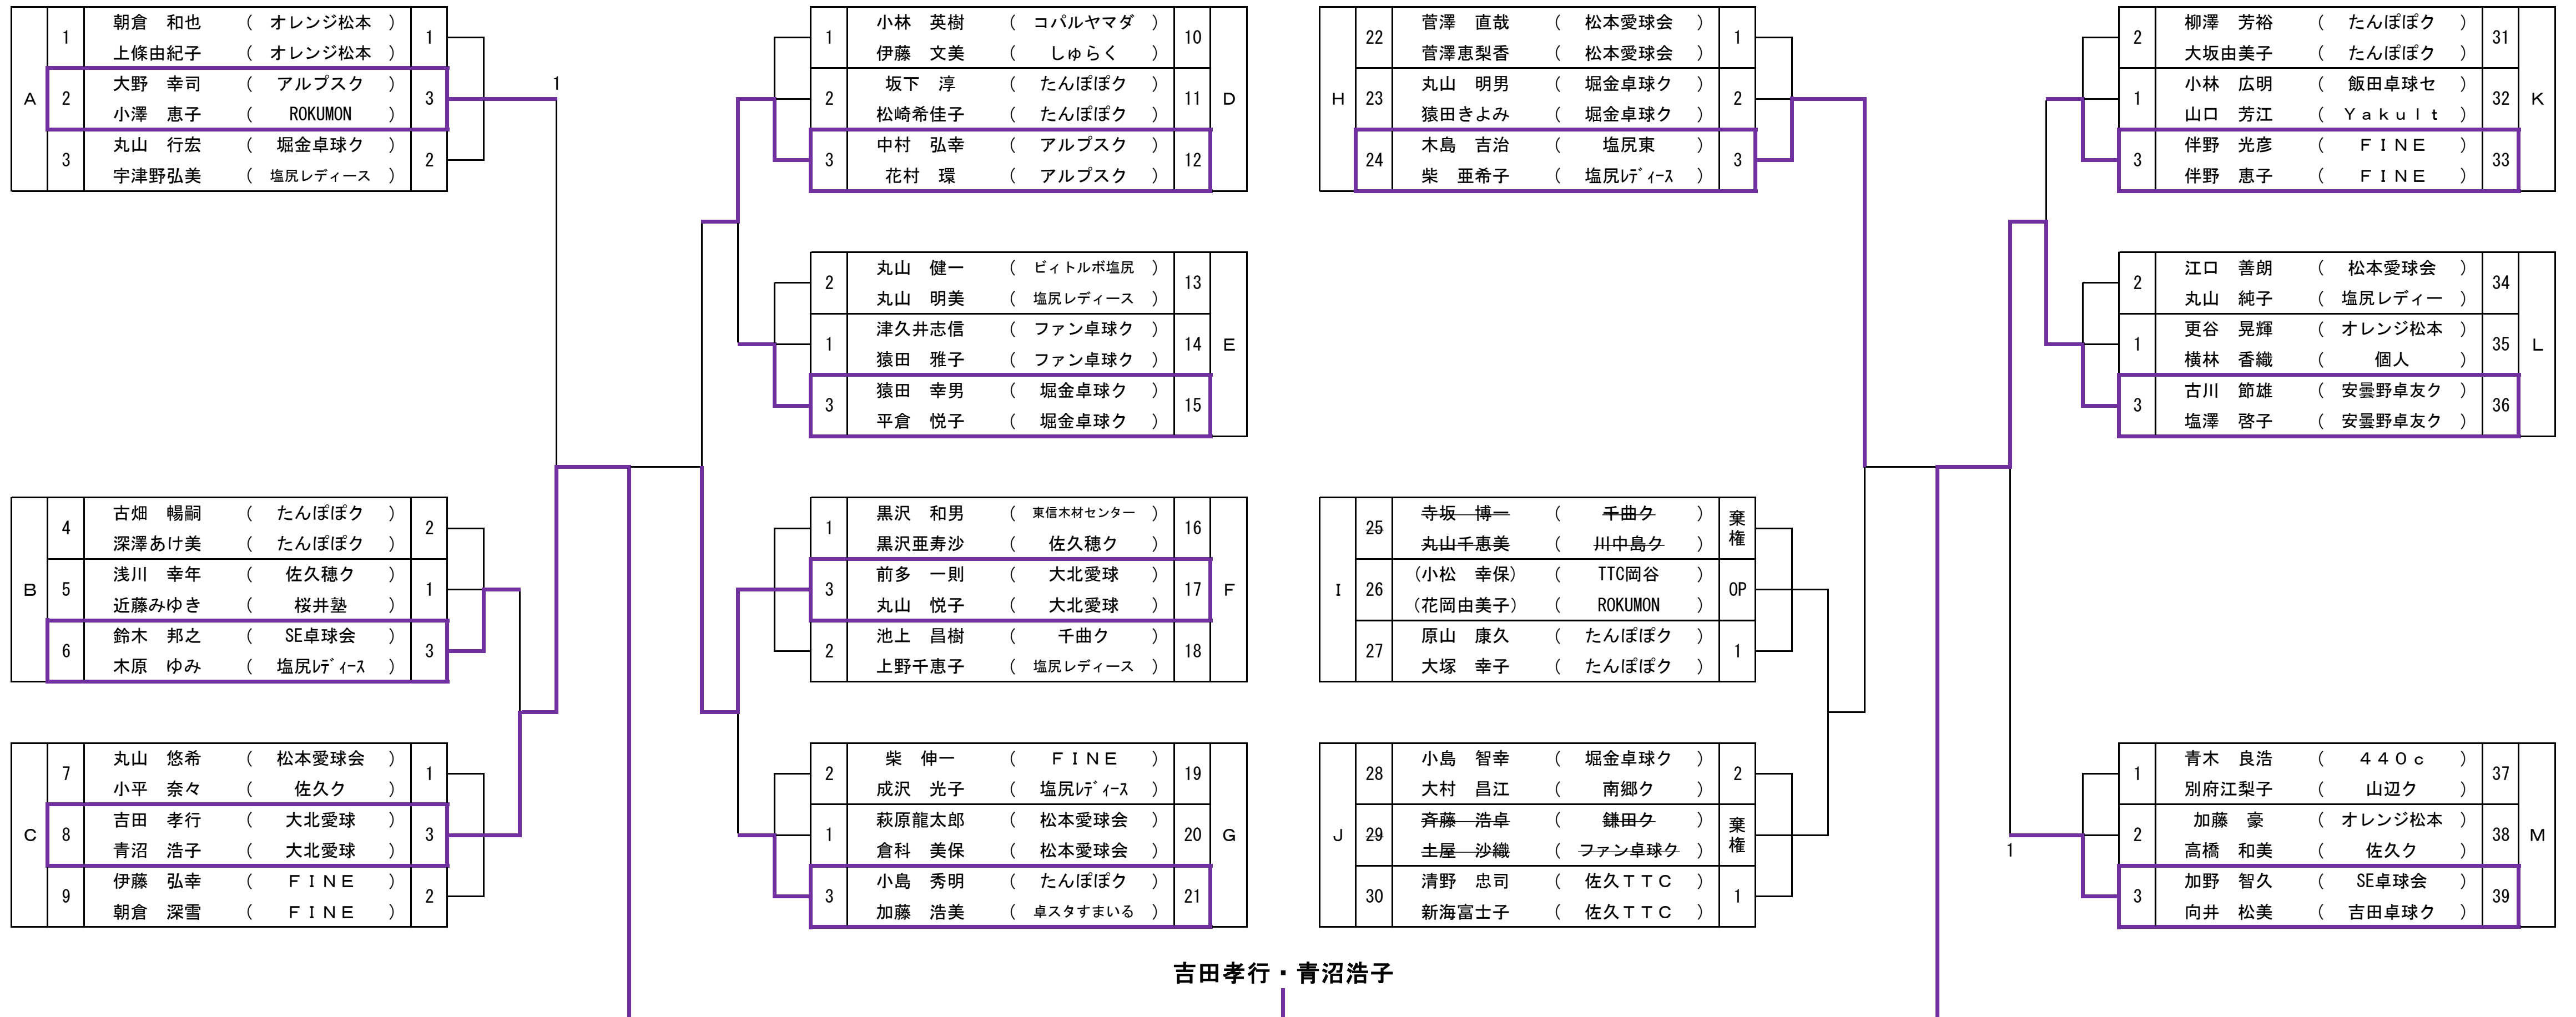 A
1 朝倉 和也 ( オレンジ松本 ) 1
上條由紀子 ( オレンジ松本 )
2 大野 幸司 ( アルプスク ) 3
小澤 恵子 ( ROKUMON )
3 丸山 行宏 ( 堀金卓球ク ) 2
宇津野弘美 ( 塩尻レディース )
1
B
4 古畑 暢嗣 ( たんぽぽク ) 2
深澤あけ美 ( たんぽぽク )
5 浅川 幸年 ( 佐久穂ク ) 1
近藤みゆき ( 桜井塾 )
6 鈴木 邦之 ( SE卓球会 ) 3
木原 ゆみ ( 塩尻ﾚﾃﾞｨｰｽ )
C
7 丸山 悠希 ( 松本愛球会 ) 1
小平 奈々 ( 佐久ク )
8 吉田 孝行 ( 大北愛球 ) 3
青沼 浩子 ( 大北愛球 )
9 伊藤 弘幸 ( ＦＩＮＥ ) 2
朝倉 深雪 ( ＦＩＮＥ )
1 小林 英樹 ( コパルヤマダ ) 10
伊藤 文美 ( しゅらく )
2 坂下 淳 ( たんぽぽク ) 11
松崎希佳子 ( たんぽぽク )
3 中村 弘幸 ( アルプスク ) 12
花村 環 ( アルプスク )
D
2 丸山 健一 ( ビィトルボ塩尻 ) 13
丸山 明美 ( 塩尻レディース )
1 津久井志信 ( ファン卓球ク ) 14
猿田 雅子 ( ファン卓球ク )
3 猿田 幸男 ( 堀金卓球ク ) 15
平倉 悦子 ( 堀金卓球ク )
E
1 黒沢 和男 ( 東信木材センター ) 16
黒沢亜寿沙 ( 佐久穂ク )
3 前多 一則 ( 大北愛球 ) 17
丸山 悦子 ( 大北愛球 )
2 池上 昌樹 ( 千曲ク ) 18
上野千恵子 ( 塩尻レディース )
F
2 柴 伸一 ( ＦＩＮＥ ) 19
成沢 光子 ( 塩尻ﾚﾃﾞｨｰｽ )
1 萩原龍太郎 ( 松本愛球会 ) 20
倉科 美保 ( 松本愛球会 )
3 小島 秀明 ( たんぽぽク ) 21
加藤 浩美 ( 卓スタすまいる )
G
H
22 菅澤 直哉 ( 松本愛球会 ) 1
菅澤恵梨香 ( 松本愛球会 )
23 丸山 明男 ( 堀金卓球ク ) 2
猿田きよみ ( 堀金卓球ク )
24 木島 吉治 ( 塩尻東 ) 3
柴 亜希子 ( 塩尻ﾚﾃﾞｨｰｽ )
I
25 寺坂 博一 ( 千曲ク ) 棄権
丸山千恵美 ( 川中島ク )
26 (小松 幸保) ( TTC岡谷 ) OP
(花岡由美子) ( ROKUMON )
27 原山 康久 ( たんぽぽク ) 1
大塚 幸子 ( たんぽぽク )
J
28 小島 智幸 ( 堀金卓球ク ) 2
大村 昌江 ( 南郷ク )
29 斉藤 浩卓 ( 鎌田ク ) 棄権
土屋 沙織 ( ファン卓球ク )
30 清野 忠司 ( 佐久ＴＴＣ ) 1
新海富士子 ( 佐久ＴＴＣ )
2 柳澤 芳裕 ( たんぽぽク ) 31
大坂由美子 ( たんぽぽク )
1 小林 広明 ( 飯田卓球セ ) 32
山口 芳江 ( Ｙａｋｕｌｔ )
3 伴野 光彦 ( ＦＩＮＥ ) 33
伴野 恵子 ( ＦＩＮＥ )
K
2 江口 善朗 ( 松本愛球会 ) 34
丸山 純子 ( 塩尻レディー )
1 更谷 晃輝 ( オレンジ松本 ) 35
横林 香織 ( 個人 )
3 古川 節雄 ( 安曇野卓友ク ) 36
塩澤 啓子 ( 安曇野卓友ク )
L
1 青木 良浩 ( ４４０ｃ ) 37
別府江梨子 ( 山辺ク )
2 加藤 豪 ( オレンジ松本 ) 38
高橋 和美 ( 佐久ク )
3 加野 智久 ( SE卓球会 ) 39
向井 松美 ( 吉田卓球ク )
M
1
吉田孝行・青沼浩子